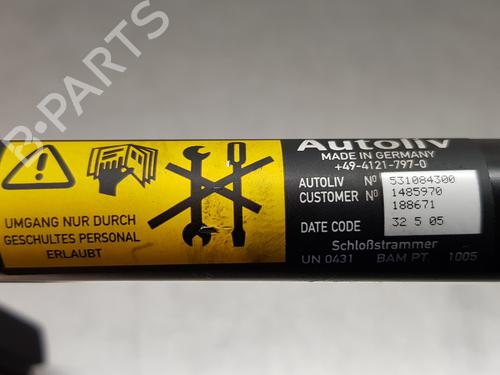 UMGANG NUR DURCH
GESCHULTES PERSONAL
ERLAUBT
Autoliv
MADE IN GERMANY
+49-4121-797-0
AUTOLIV Nº 531084300
CUSTOMER Nº 1485970
188671
DATE CODE 32 5 05
Schloßstrammer
UN 0431 BAM PT. 1005
B-Parts